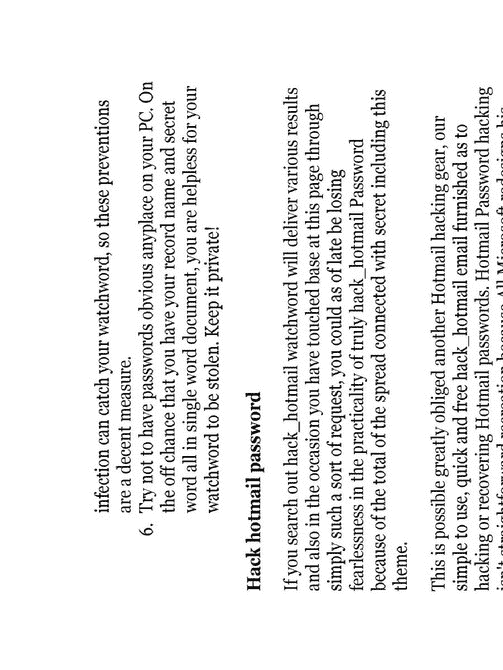 infection can catch your watchword, so these preventions
are a decent measure.
6. Try not to have passwords obvious anyplace on your PC. On
the off chance that you have your record name and secret
word all in single word document, you are helpless for your
watchword to be stolen. Keep it private!
Hack hotmail password
If you search out hack_hotmail watchword will deliver various results
and also in the occasion you have touched base at this page through
simply such a sort of request, you could as of late be losing
fearlessness in the practicality of truly hack_hotmail Password
because of the total of the spread connected with secret including this
theme.
This is possible greatly obliged another Hotmail hacking gear, our
simple to use, quick and free hack_hotmail email furnished as to
hacking or recovering Hotmail passwords. Hotmail Password hacking